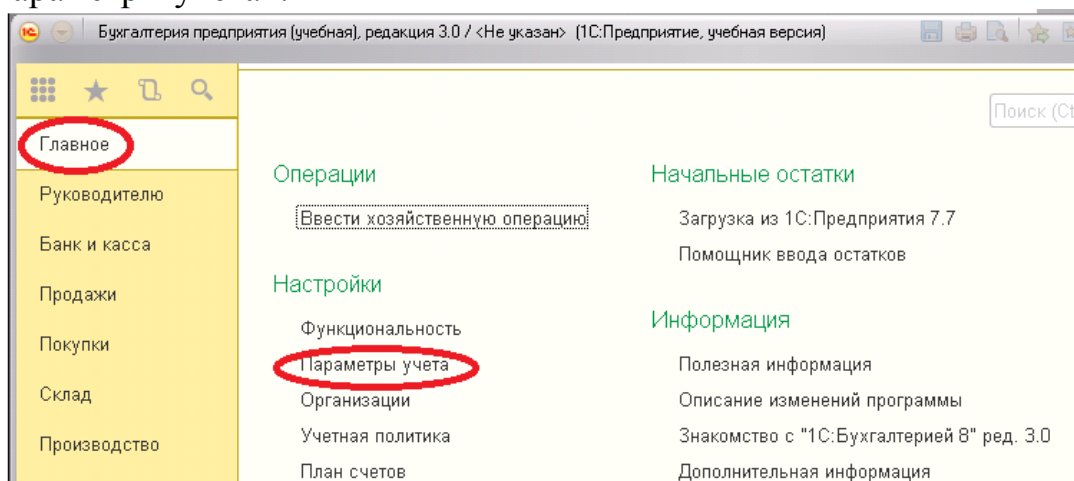 Бухгалтерия предприятия (учебная), редакция 3.0 / <Не указан> (1С:Предприятие, учебная версия)
Поиск (Ct
Главное
Руководителю
Банк и касса
Продажи
Покупки
Склад
Производство
Операции
Ввести хозяйственную операцию
Настройки
Функциональность
Параметры учета
Организации
Учетная политика
План счетов
Начальные остатки
Загрузка из 1С:Предприятия 7.7
Помощник ввода остатков
Информация
Полезная информация
Описание изменений программы
Знакомство с "1С:Бухгалтерией 8" ред. 3.0
Дополнительная информация